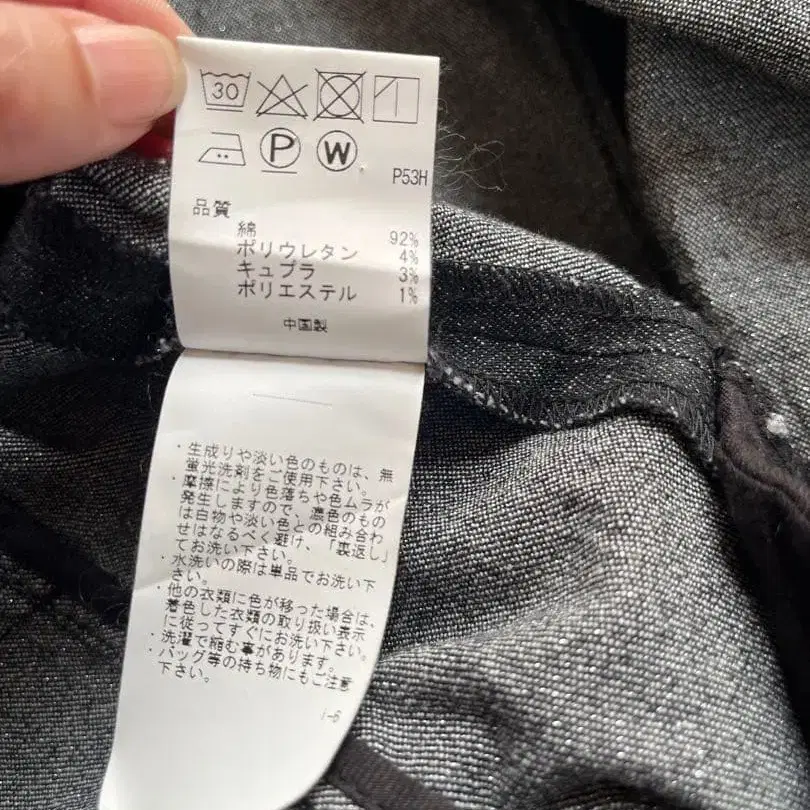 30
P W
P53H
品質
綿 92%
ポリウレタン 4%
キュプラ 3%
ポリエステル 1%
中国製
・生成りや淡い色のものは、無
蛍光洗剤をご使用下さい。
・摩擦により色落ちや色ムラが
発生しますので、濃色のもの
は白物や淡い色との組み合わ
せはなるべく避け、「裏返し」
てお洗い下さい。
・水洗いの際は単品でお洗い下
さい。
・他の衣類に色が移った場合は、
着色した衣類の取り扱い表示
に従ってすぐにお洗い下さい。
・洗濯で縮む事があります。
・バッグ等の持ち物にもご注意
下さい。
i-6